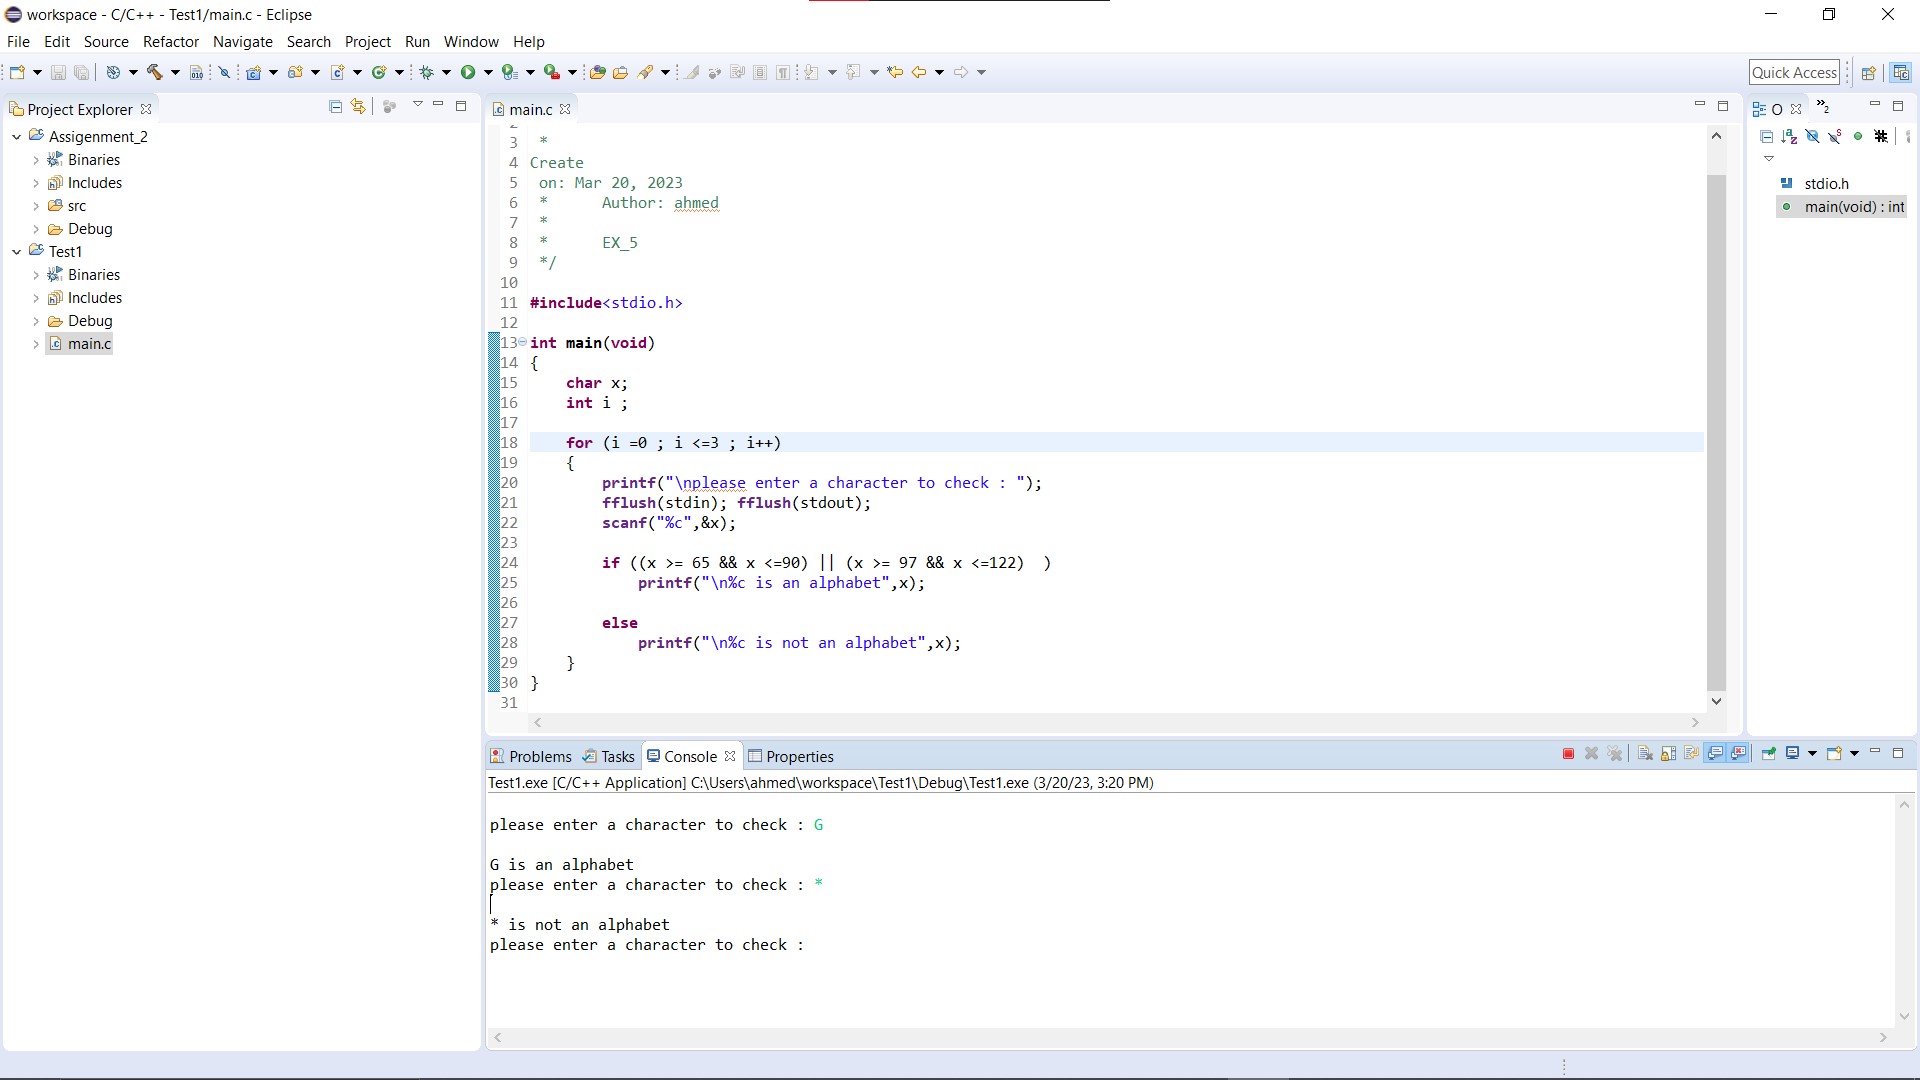 workspace - C/C++ - Test1/main.c - Eclipse
File Edit Source Refactor Navigate Search Project Run Window Help
Quick Access
Project Explorer
Assigenment_2
Binaries
Includes
src
Debug
Test1
Binaries
Includes
Debug
main.c
main.c
3 *
4 Create
5 on: Mar 20, 2023
6 * Author: ahmed
7 *
8 * EX_5
9 */
10
11 #include<stdio.h>
12
13 int main(void)
14 {
15 char x;
16 int i ;
17
18 for (i =0 ; i <=3 ; i++)
19 {
20 printf("\nplease enter a character to check : ");
21 fflush(stdin); fflush(stdout);
22 scanf("%c",&x);
23
24 if ((x >= 65 && x <=90) || (x >= 97 && x <=122) )
25 printf("\n%c is an alphabet",x);
26
27 else
28 printf("\n%c is not an alphabet",x);
29 }
30 }
31
O
2
stdio.h
main(void) : int
Problems Tasks Console Properties
Test1.exe [C/C++ Application] C:\Users\ahmed\workspace\Test1\Debug\Test1.exe (3/20/23, 3:20 PM)
please enter a character to check : G
G is an alphabet
please enter a character to check : *
* is not an alphabet
please enter a character to check :